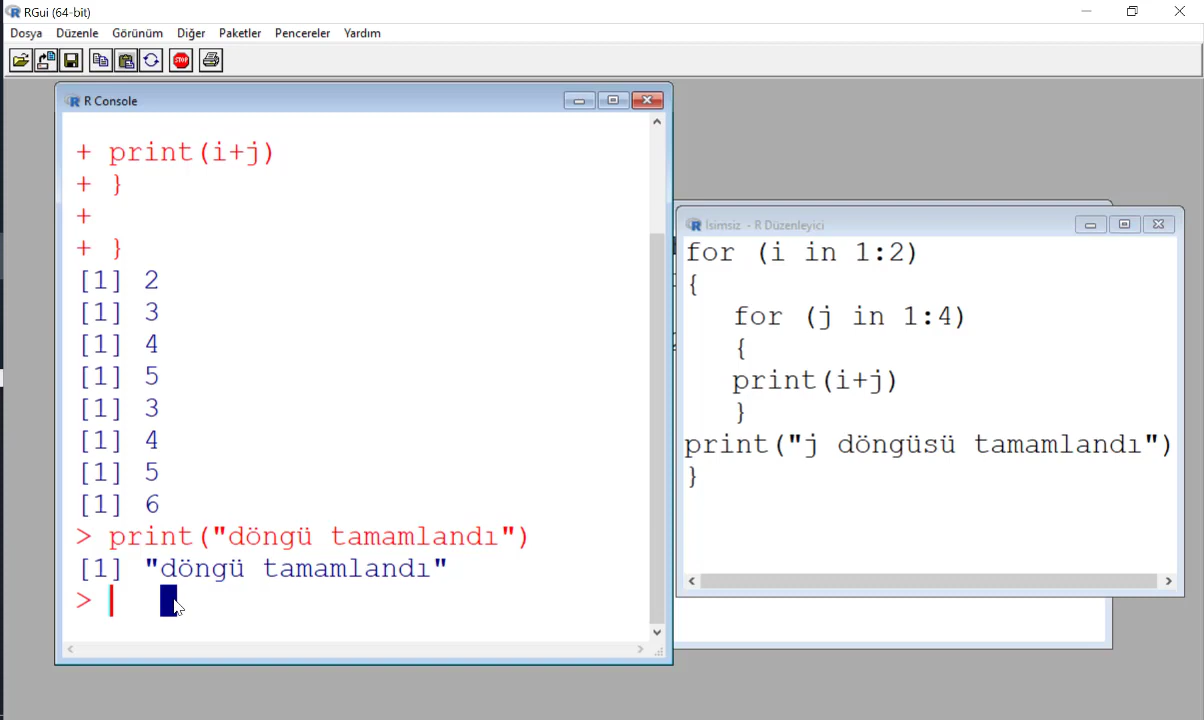 RGui (64-bit)
Dosya Düzenle Görünüm Diğer Paketler Pencereler Yardım
STOP
R Console
+ print(i+j)
+ }
+
+ }
[1] 2
[1] 3
[1] 4
[1] 5
[1] 3
[1] 4
[1] 5
[1] 6
> print("döngü tamamlandı")
[1] "döngü tamamlandı"
>
İsimsiz - R Düzenleyici
for (i in 1:2)
{
for (j in 1:4)
{
print(i+j)
}
print("j döngüsü tamamlandı")
}